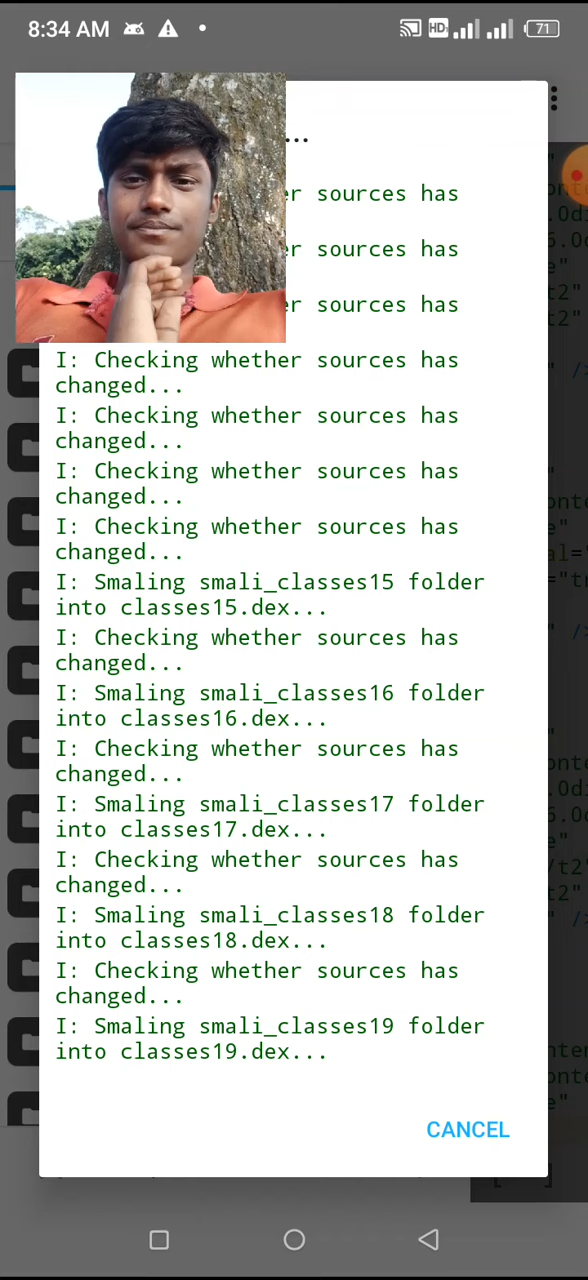 8:34 AM
HD
71
...
er sources has
er sources has
er sources has
I: Checking whether sources has
changed...
I: Checking whether sources has
changed...
I: Checking whether sources has
changed...
I: Checking whether sources has
changed...
I: Smaling smali_classes15 folder
into classes15.dex...
I: Checking whether sources has
changed...
I: Smaling smali_classes16 folder
into classes16.dex...
I: Checking whether sources has
changed...
I: Smaling smali_classes17 folder
into classes17.dex...
I: Checking whether sources has
changed...
I: Smaling smali_classes18 folder
into classes18.dex...
I: Checking whether sources has
changed...
I: Smaling smali_classes19 folder
into classes19.dex...
CANCEL